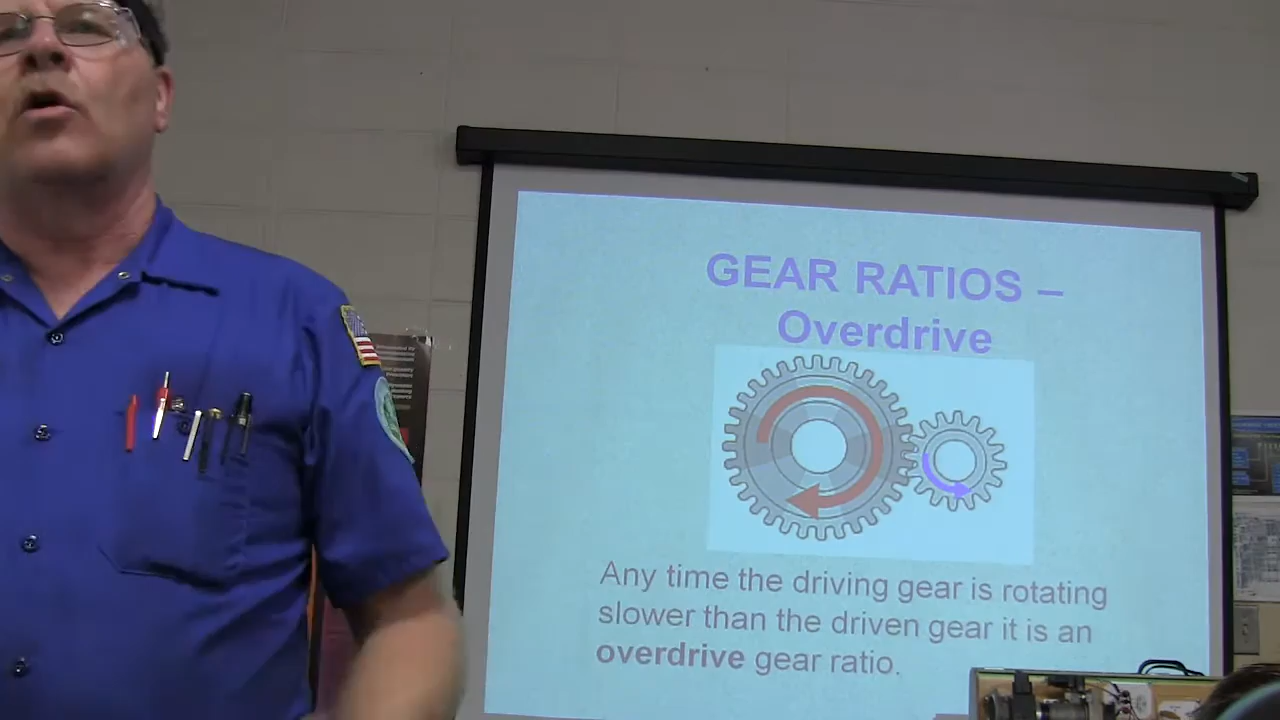 GEAR RATIOS –
Overdrive
Any time the driving gear is rotating
slower than the driven gear it is an
overdrive gear ratio.